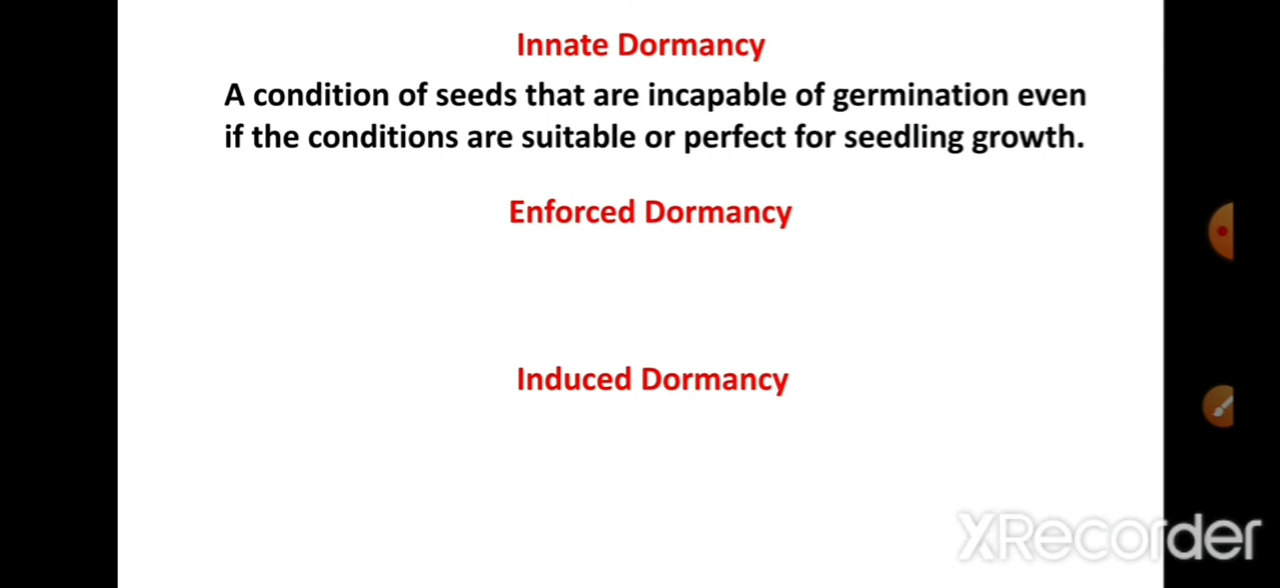 Innate Dormancy
A condition of seeds that are incapable of germination even
if the conditions are suitable or perfect for seedling growth.
Enforced Dormancy
Induced Dormancy
XRecorder